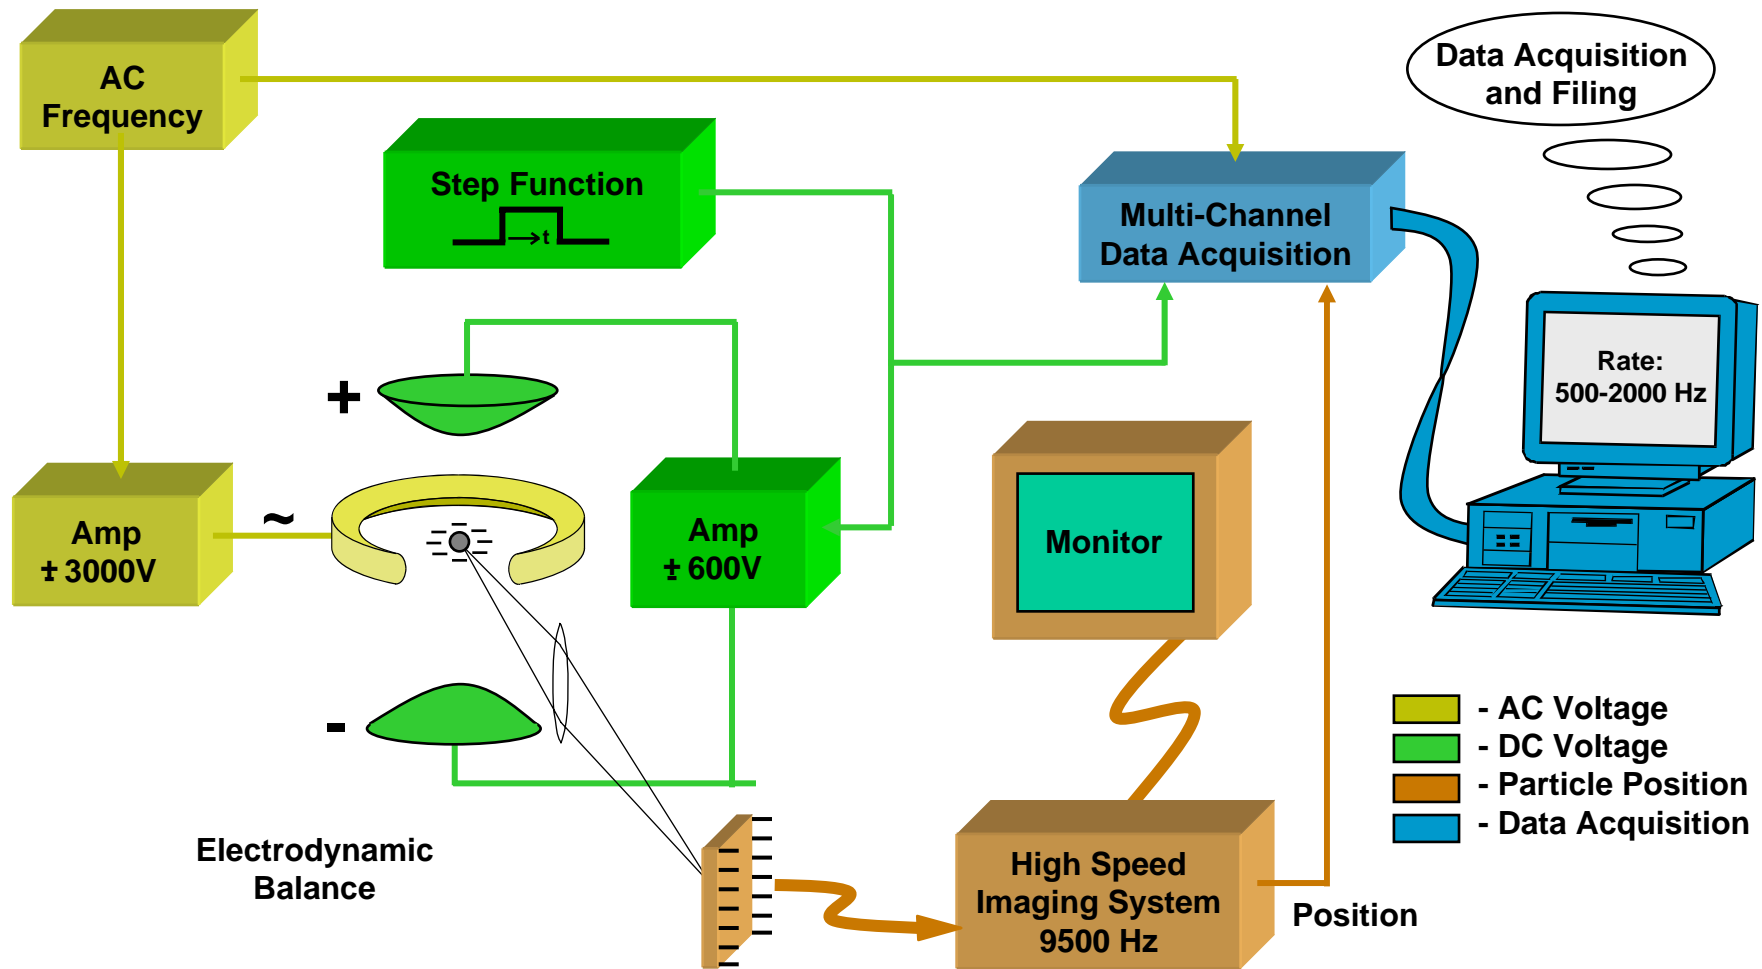 AC
Frequency
Data Acquisition
and Filing
Step Function
t
Multi-Channel
Data Acquisition
Rate:
500-2000 Hz
+
Amp
± 3000V
~
Amp
± 600V
Monitor
-
Electrodynamic
Balance
High Speed
Imaging System
9500 Hz
Position
- AC Voltage
- DC Voltage
- Particle Position
- Data Acquisition